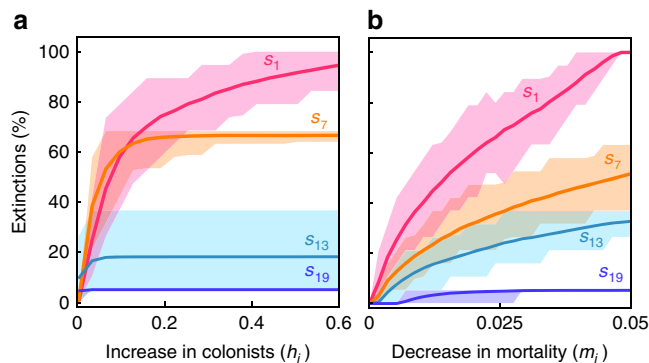 a
b
Extinctions (%)
100
80
60
40
20
0
s1
s7
s13
s19
0
0.2
0.4
0.6
Increase in colonists (hi)
s1
s7
s13
s19
0
0.025
0.05
Decrease in mortality (mi)